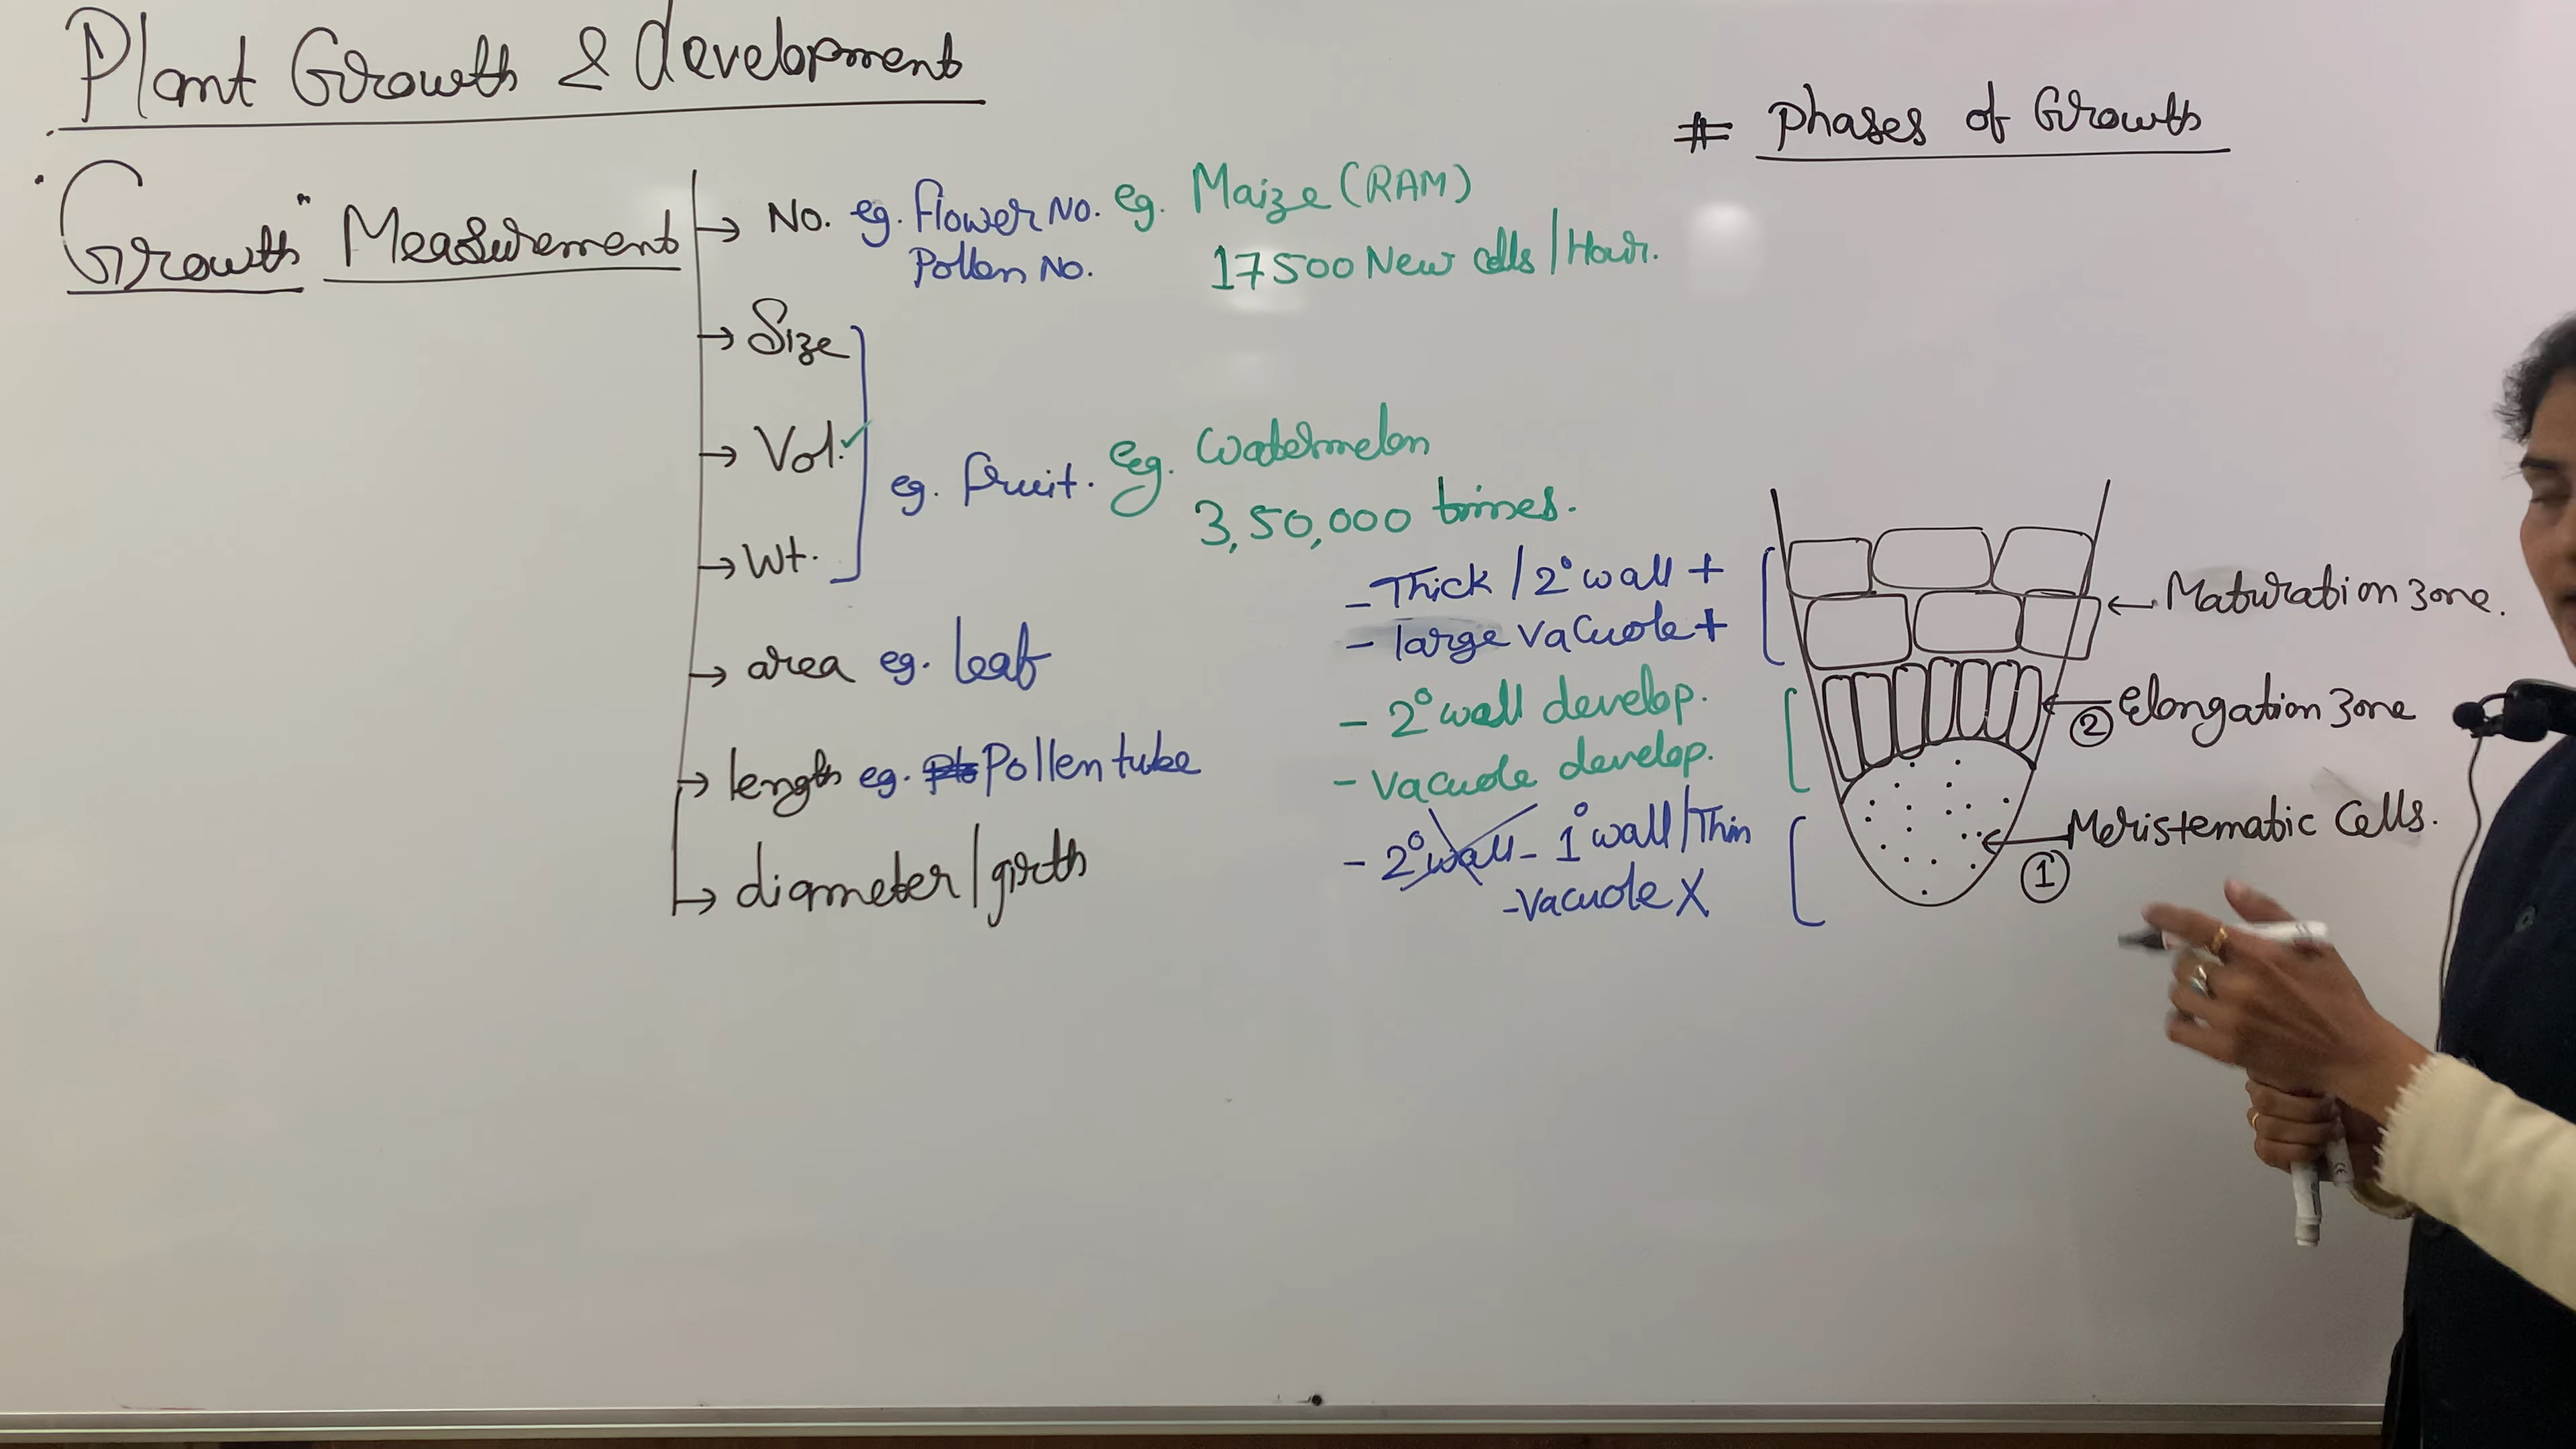 Plant Growth & development
"Growth" Measurement
→ No. eg. flower No. eg. Maize (RAM)
Pollen No. 17500 New cells/Hour.
→ Size
→ Vol. ✓
eg. fruit. Eg. Watermelon
3,50,000 times.
→ Wt.
→ area eg. leaf
→ length eg. Pollen tube
→ diameter/girth
# Phases of Growth
- Thick / 2° wall +
- large vacuole +
← Maturation zone.
- 2° wall develop.
- Vacuole develop.
← ② Elongation zone
- 2° wall - 1° wall/Thin
- Vacuole X
← Meristematic Cells.
①